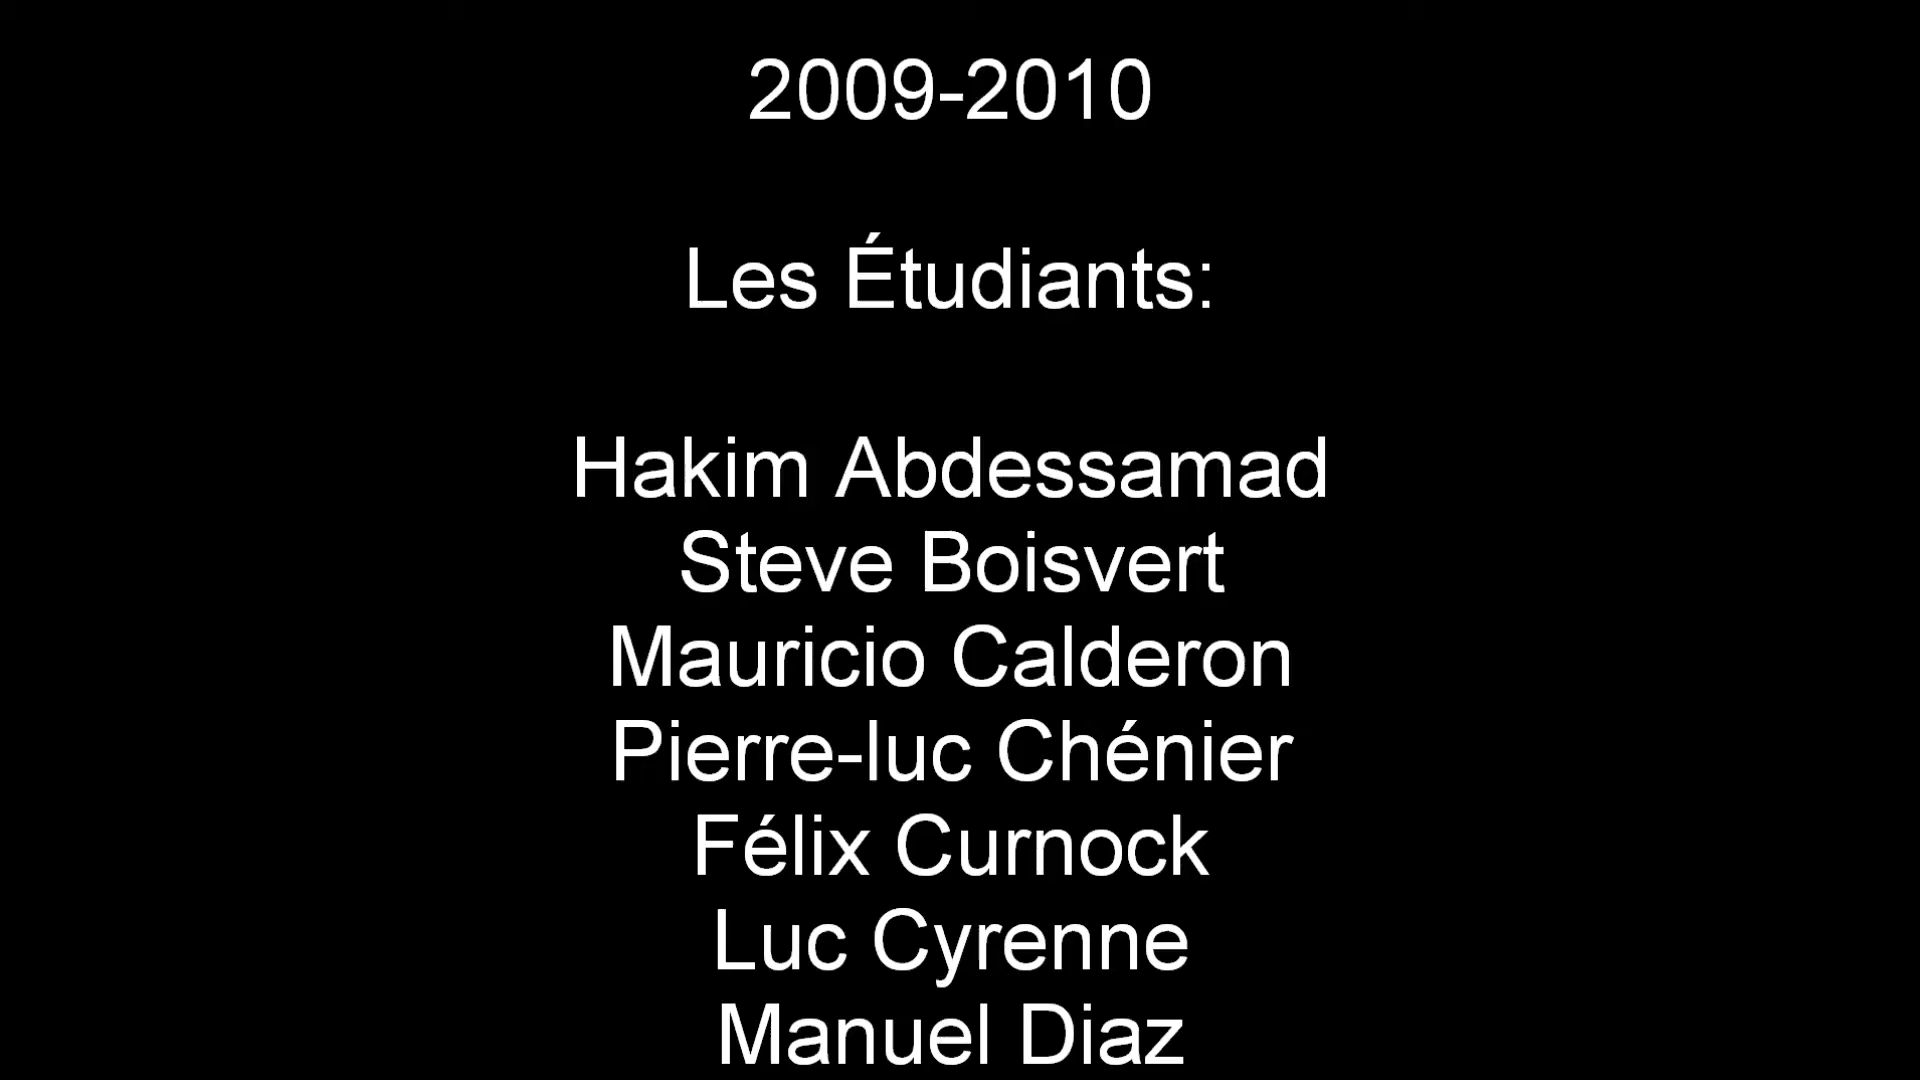 2009-2010
Les Étudiants:
Hakim Abdessamad
Steve Boisvert
Mauricio Calderon
Pierre-luc Chénier
Félix Curnock
Luc Cyrenne
Manuel Diaz